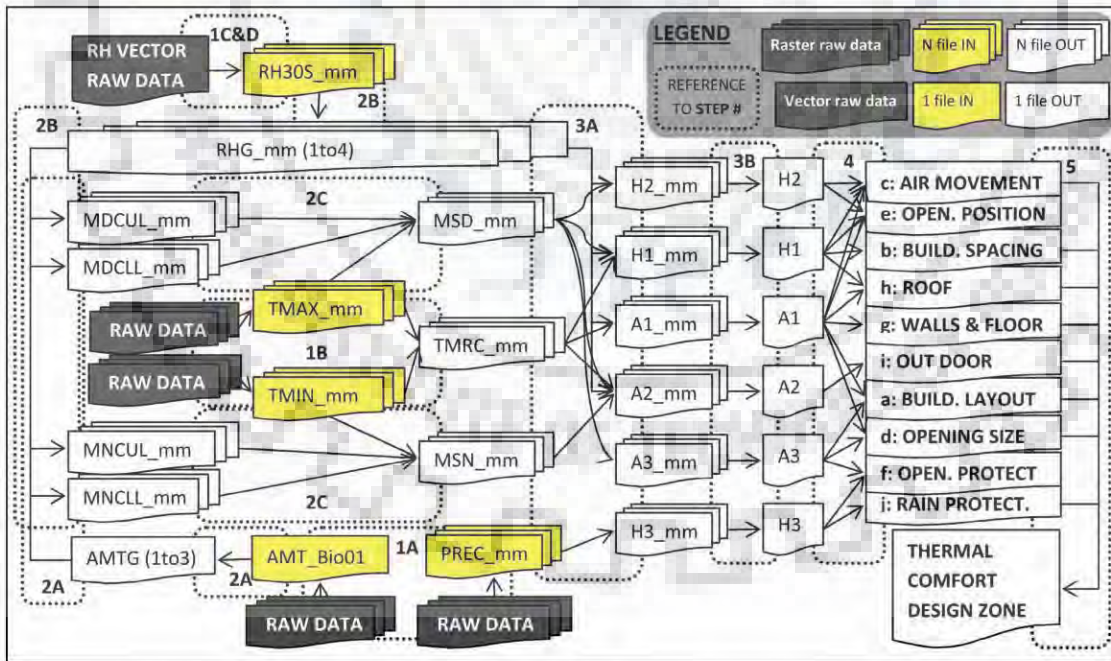 RH VECTOR
RAW DATA
1C&D
RH30S_mm
2B
LEGEND
Raster raw data
N file IN
N file OUT
REFERENCE
TO STEP #
Vector raw data
1 file IN
1 file OUT
2B
RHG_mm (1to4)
3A
MDCUL_mm
MDCLL_mm
2C
MSD_mm
RAW DATA
RAW DATA
TMAX_mm
1B
TMIN_mm
TMRC_mm
MNCUL_mm
MNCLL_mm
2C
MSN_mm
AMTG (1to3)
2A
2A
AMT_Bio01
1A
PREC_mm
RAW DATA
RAW DATA
H2_mm
H1_mm
A1_mm
A2_mm
A3_mm
H3_mm
3B
H2
H1
A1
A2
A3
H3
4
5
c: AIR MOVEMENT
e: OPEN. POSITION
b: BUILD. SPACING
h: ROOF
g: WALLS & FLOOR
i: OUT DOOR
a: BUILD. LAYOUT
d: OPENING SIZE
f: OPEN. PROTECT
j: RAIN PROTECT.
THERMAL
COMFORT
DESIGN ZONE